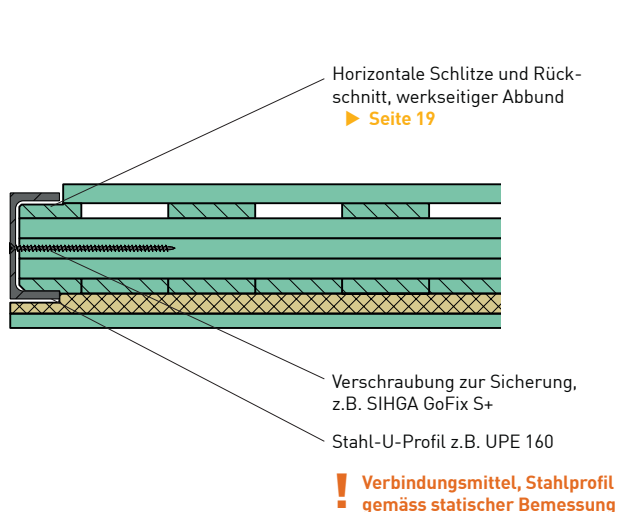 Horizontale Schlitze und Rück-
schnitt, werkseitiger Abbund
▶ Seite 19
Verschraubung zur Sicherung,
z.B. SIHGA GoFix S+
Stahl-U-Profil z.B. UPE 160
! Verbindungsmittel, Stahlprofil
gemäss statischer Bemessung